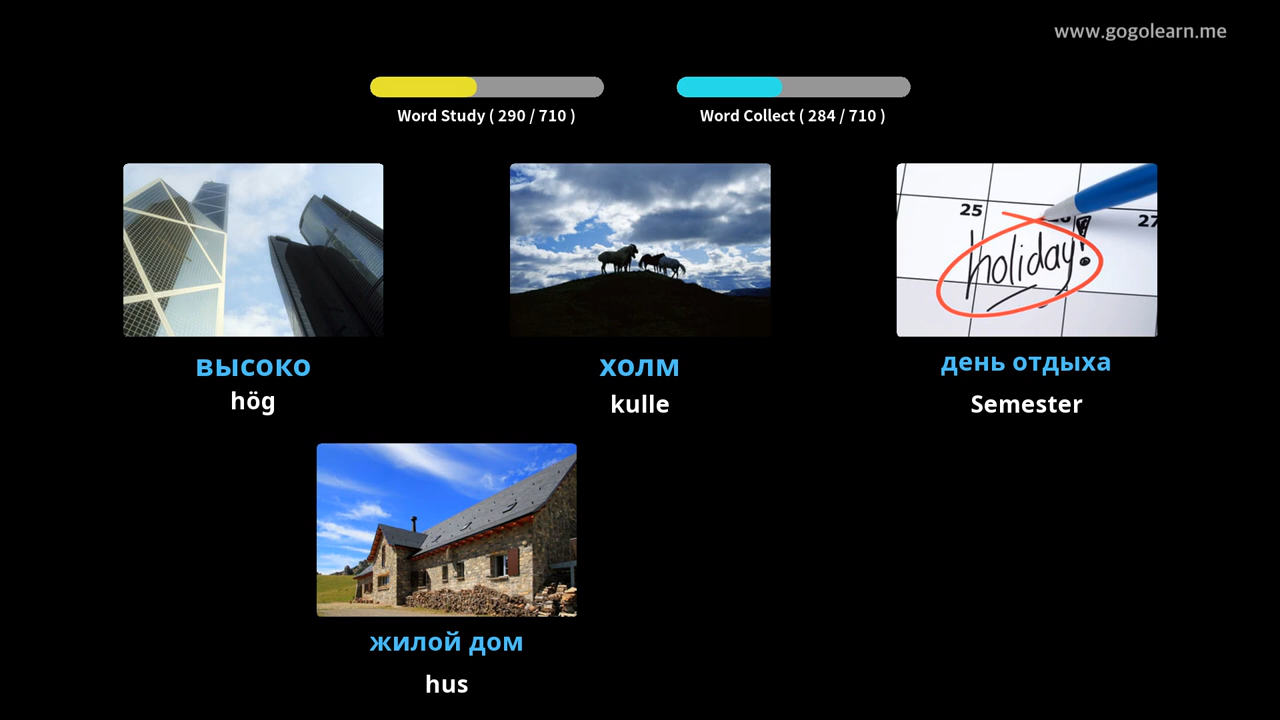 www.gogolearn.me
Word Study ( 290 / 710 )
Word Collect ( 284 / 710 )
25
27
holiday!
высоко
hög
холм
kulle
день отдыха
Semester
жилой дом
hus